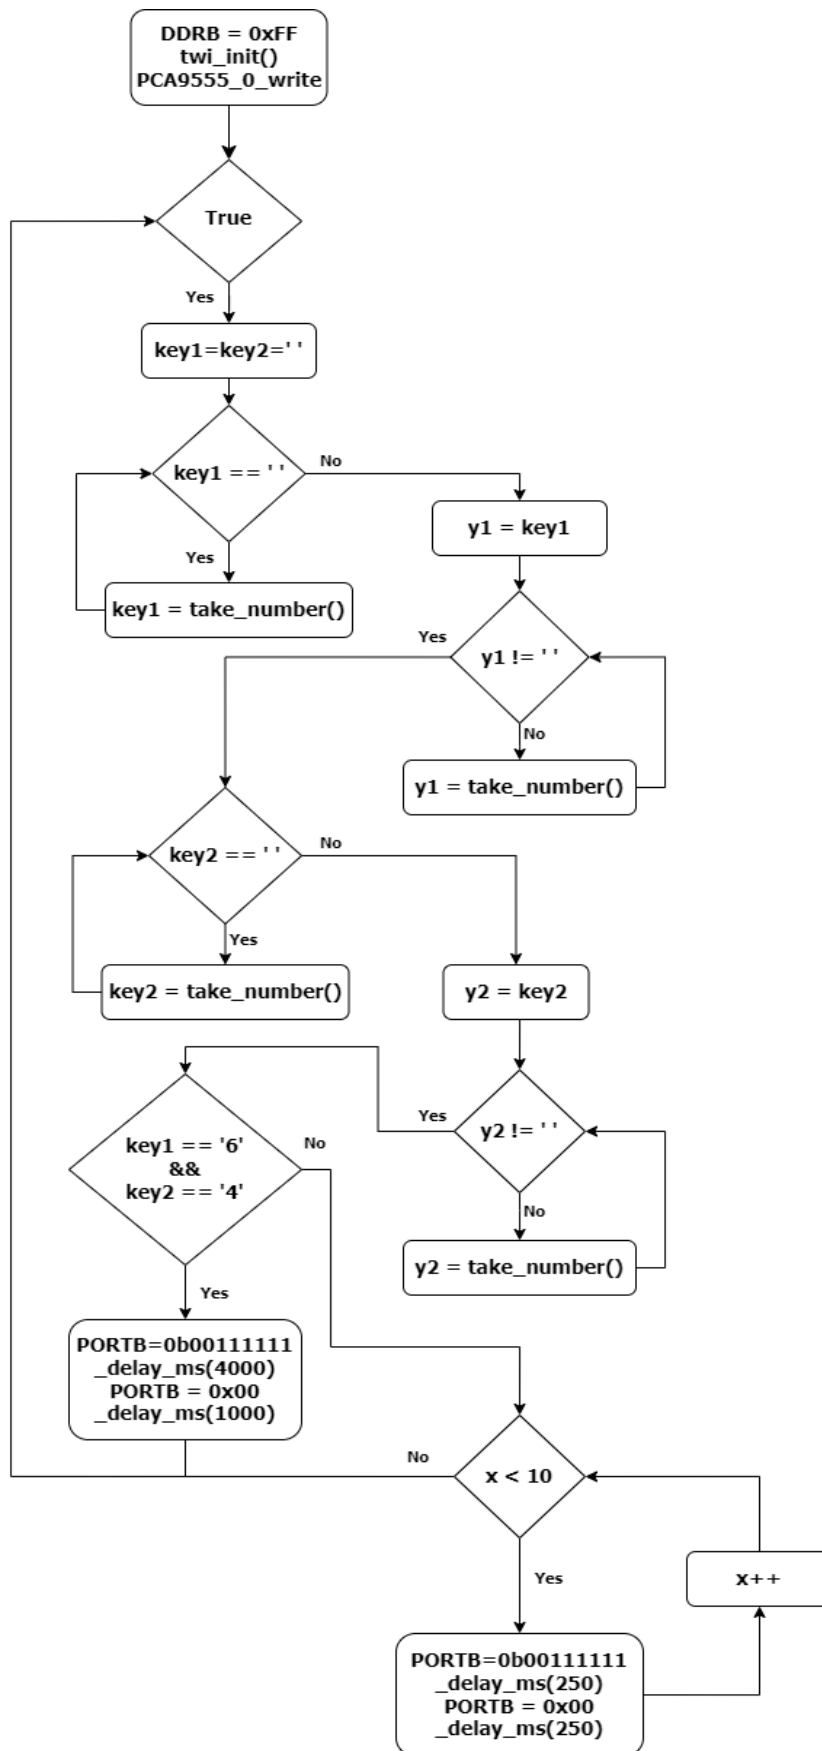 DDRB = 0xFF
twi_init()
PCA9555_0_write
True
Yes
key1=key2=' '
key1 == ' '
No
Yes
key1 = take_number()
y1 = key1
y1 != ' '
Yes
No
y1 = take_number()
key2 == ' '
No
Yes
key2 = take_number()
y2 = key2
y2 != ' '
Yes
No
y2 = take_number()
key1 == '6'
&&
key2 == '4'
No
Yes
PORTB=0b00111111
_delay_ms(4000)
PORTB = 0x00
_delay_ms(1000)
x < 10
No
Yes
x++
PORTB=0b00111111
_delay_ms(250)
PORTB = 0x00
_delay_ms(250)